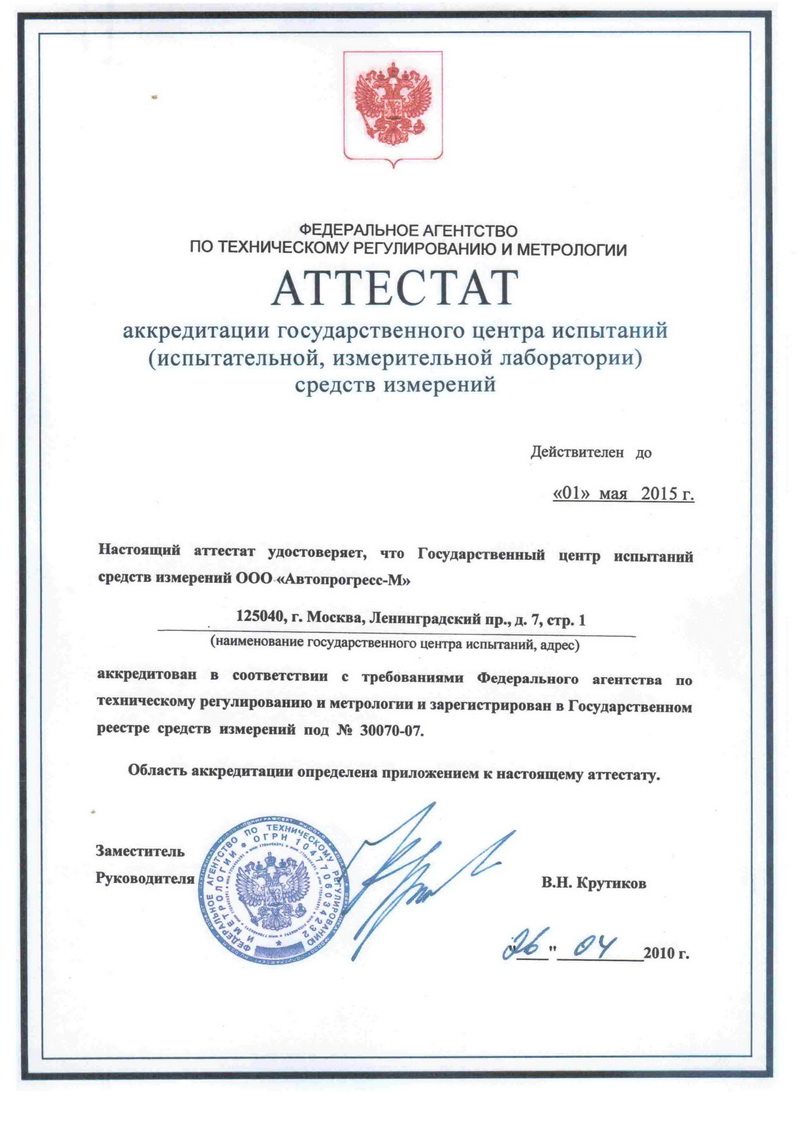 ФЕДЕРАЛЬНОЕ АГЕНТСТВО
ПО ТЕХНИЧЕСКОМУ РЕГУЛИРОВАНИЮ И МЕТРОЛОГИИ
АТТЕСТАТ
аккредитации государственного центра испытаний
(испытательной, измерительной лаборатории)
средств измерений
Действителен до
«01» мая 2015 г.
Настоящий аттестат удостоверяет, что Государственный центр испытаний
средств измерений ООО «Автопрогресс-М»
125040, г. Москва, Ленинградский пр., д. 7, стр. 1
(наименование государственного центра испытаний, адрес)
аккредитован в соответствии с требованиями Федерального агентства по
техническому регулированию и метрологии и зарегистрирован в Государственном
реестре средств измерений под № 30070-07.
Область аккредитации определена приложением к настоящему аттестату.
Заместитель
Руководителя
ФЕДЕРАЛЬНОЕ АГЕНТСТВО ПО ТЕХНИЧЕСКОМУ РЕГУЛИРОВАНИЮ
И МЕТРОЛОГИИ * ОГРН 1047706034232
В.Н. Крутиков
"26" 04 2010 г.